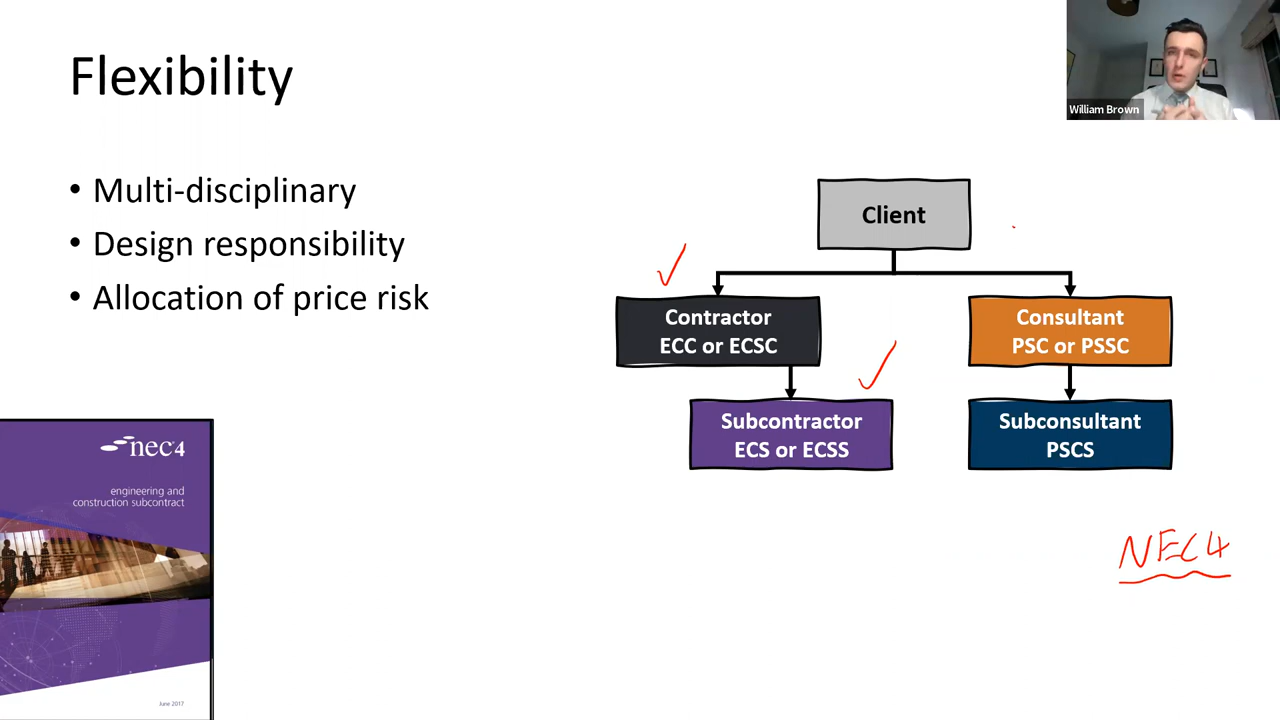 Flexibility
William Brown
• Multi-disciplinary
• Design responsibility
• Allocation of price risk
Client
Contractor
ECC or ECSC
Consultant
PSC or PSSC
Subcontractor
ECS or ECSS
Subconsultant
PSCS
nec4
engineering and
construction subcontract
June 2017
NEC4